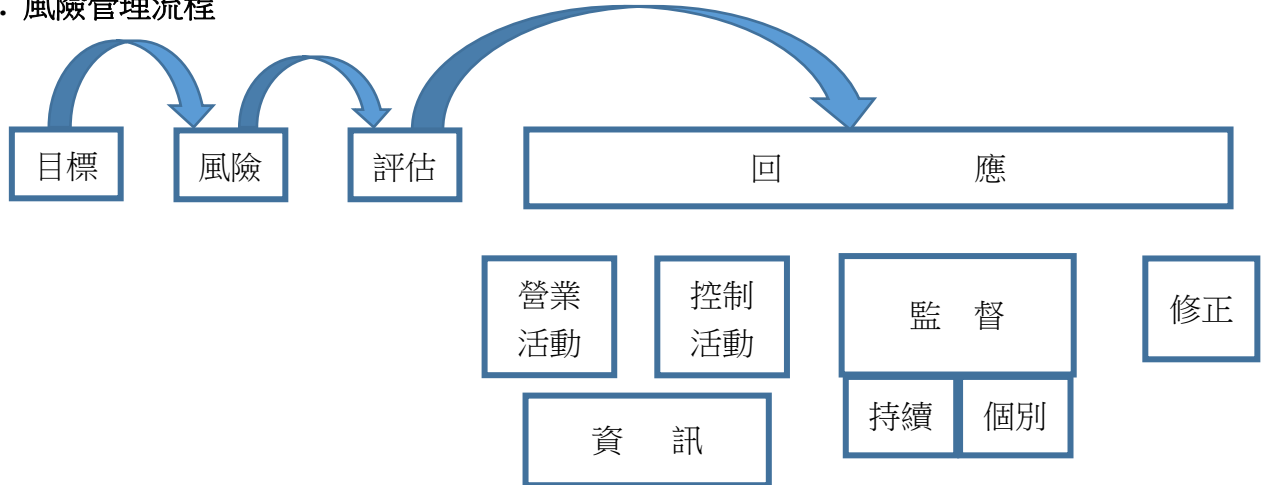 . 風險管理流程
目標
風險
評估
回 應
營業
活動
控制
活動
監 督
修正
持續
個別
資 訊